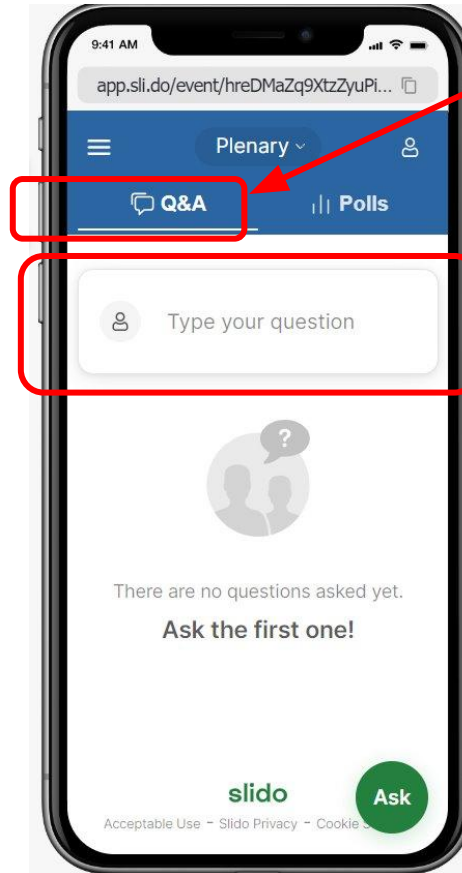 9:41 AM
app.sli.do/event/hreDMaZq9XtzZyuPi...
Plenary
Q&A
Polls
Type your question
?
There are no questions asked yet.
Ask the first one!
slido
Ask
Acceptable Use - Slido Privacy - Cookie